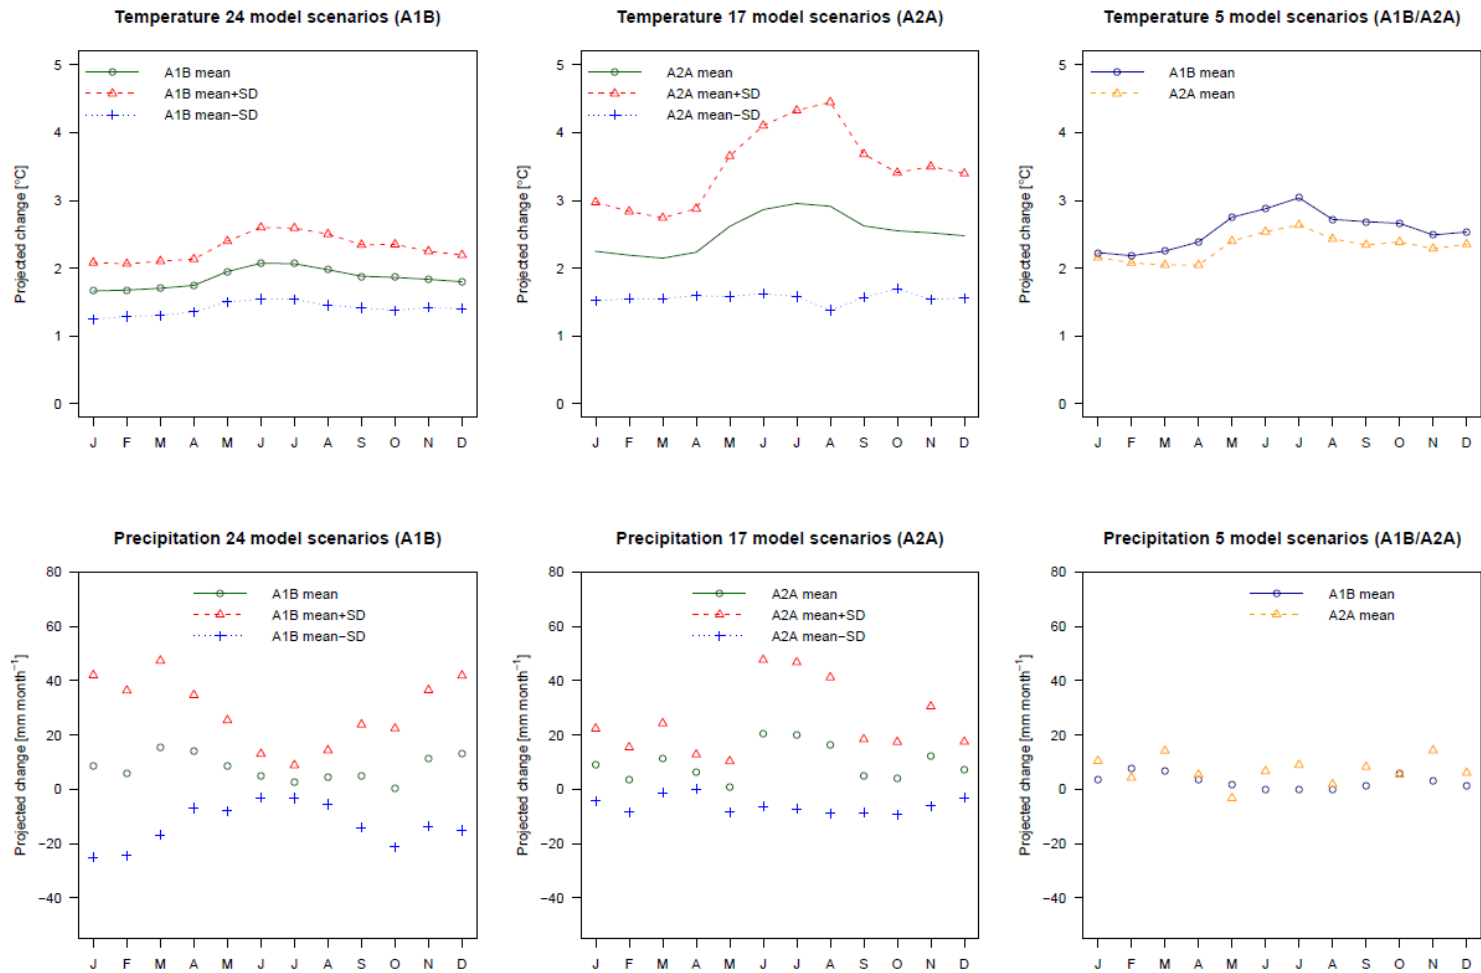 Temperature 24 model scenarios (A1B)
Projected change [°C]
5
4
3
2
1
0
A1B mean
A1B mean+SD
A1B mean−SD
J F M A M J J A S O N D
Temperature 17 model scenarios (A2A)
Projected change [°C]
5
4
3
2
1
0
A2A mean
A2A mean+SD
A2A mean−SD
J F M A M J J A S O N D
Temperature 5 model scenarios (A1B/A2A)
Projected change [°C]
5
4
3
2
1
0
A1B mean
A2A mean
J F M A M J J A S O N D
Precipitation 24 model scenarios (A1B)
Projected change [mm month⁻¹]
80
60
40
20
0
−20
−40
A1B mean
A1B mean+SD
A1B mean−SD
J F M A M J J A S O N D
Precipitation 17 model scenarios (A2A)
Projected change [mm month⁻¹]
80
60
40
20
0
−20
−40
A2A mean
A2A mean+SD
A2A mean−SD
J F M A M J J A S O N D
Precipitation 5 model scenarios (A1B/A2A)
Projected change [mm month⁻¹]
80
60
40
20
0
−20
−40
A1B mean
A2A mean
J F M A M J J A S O N D